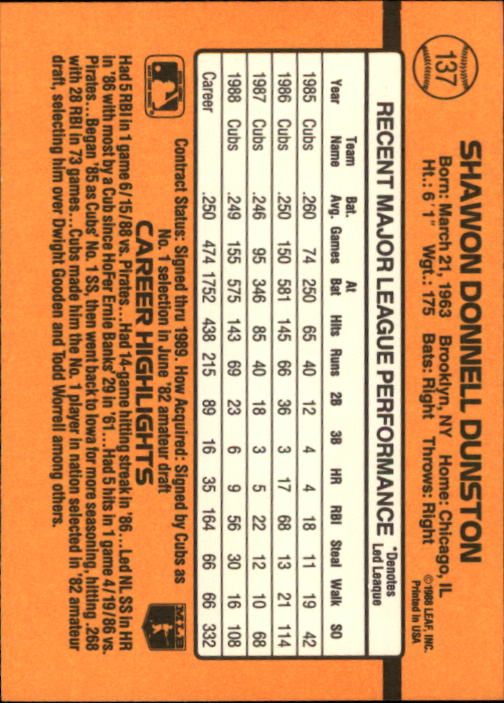 137
SHAWON DONNELL DUNSTON
Born: March 21, 1963 Brooklyn, NY Home: Chicago, IL
Ht.: 6' 1" Wgt.: 175 Bats: Right Throws: Right
©1988 LEAF, INC.
Printed in USA
RECENT MAJOR LEAGUE PERFORMANCE
*Denotes
Led League
Year Team Name Bat. Avg. Games At Bat Hits Runs 2B 3B HR RBI Steal Walk SO
1985 Cubs .260 74 250 65 40 12 4 4 18 11 19 42
1986 Cubs .250 150 581 145 66 36 3 17 68 13 21 114
1987 Cubs .246 95 346 85 40 18 3 5 22 12 10 68
1988 Cubs .249 155 575 143 69 23 6 9 56 30 16 108
Career .250 474 1752 438 215 89 16 35 164 66 66 332
Contract Status: Signed thru 1989. How Acquired: Signed by Cubs as
No. 1 selection in June '82 amateur draft
MLB
CAREER HIGHLIGHTS
Had 5 RBI in 1 game 6/15/88 vs. Pirates...Had 14-game hitting streak in '86...Led NL SS in HR
in '86 with most by a Cub since HoFer Ernie Banks' 29 in '61...Had 5 hits in 1 game 4/19/86 vs.
Pirates...Began '85 as Cubs' No. 1 SS, then went back to Iowa for more seasoning, hitting .268
with 28 RBI in 73 games...Cubs made him the No. 1 player in nation selected in '82 amateur
draft, selecting him over Dwight Gooden and Todd Worrell among others.